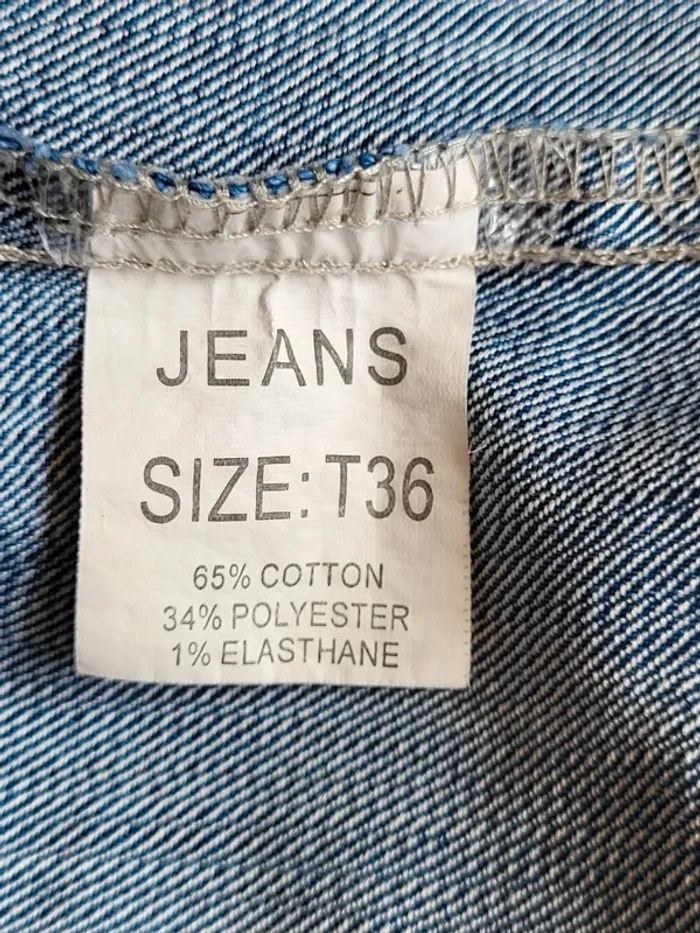 JEANS
SIZE: T36
65% COTTON
34% POLYESTER
1% ELASTHANE